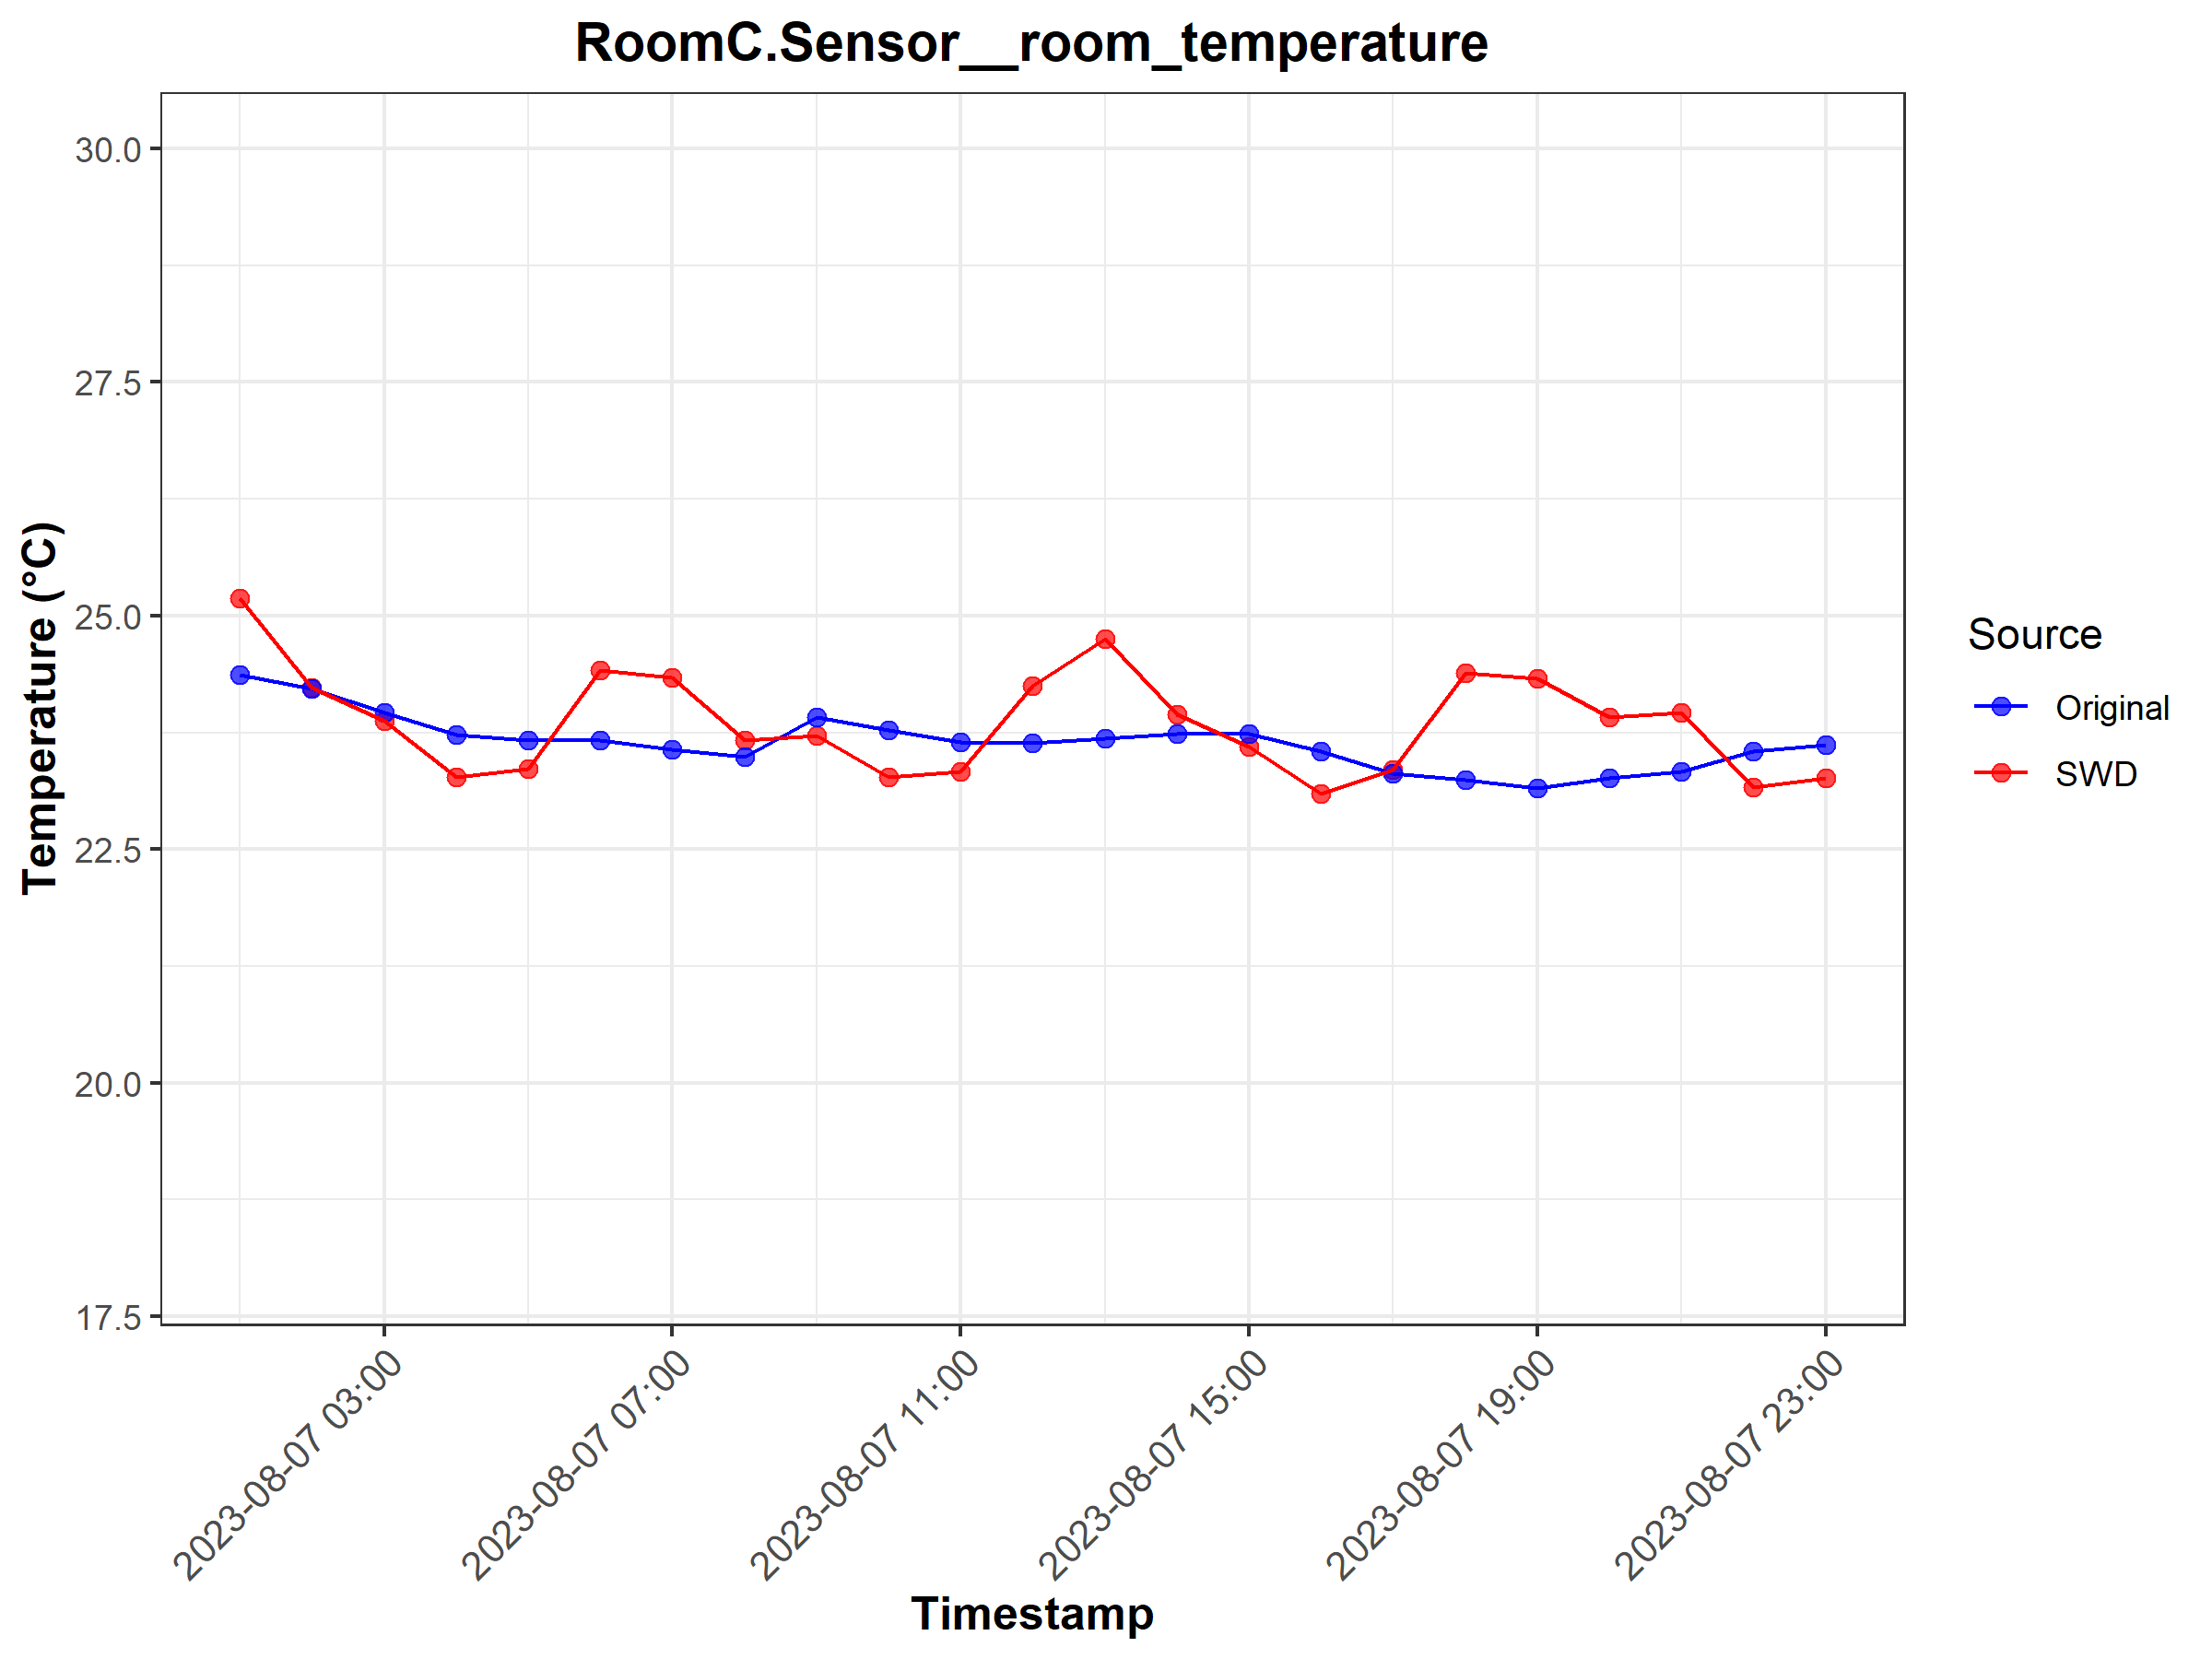 RoomC.Sensor__room_temperature
Temperature (°C)
30.0
27.5
25.0
22.5
20.0
17.5
2023-08-07 03:00
2023-08-07 07:00
2023-08-07 11:00
2023-08-07 15:00
2023-08-07 19:00
2023-08-07 23:00
Timestamp
Source
Original
SWD